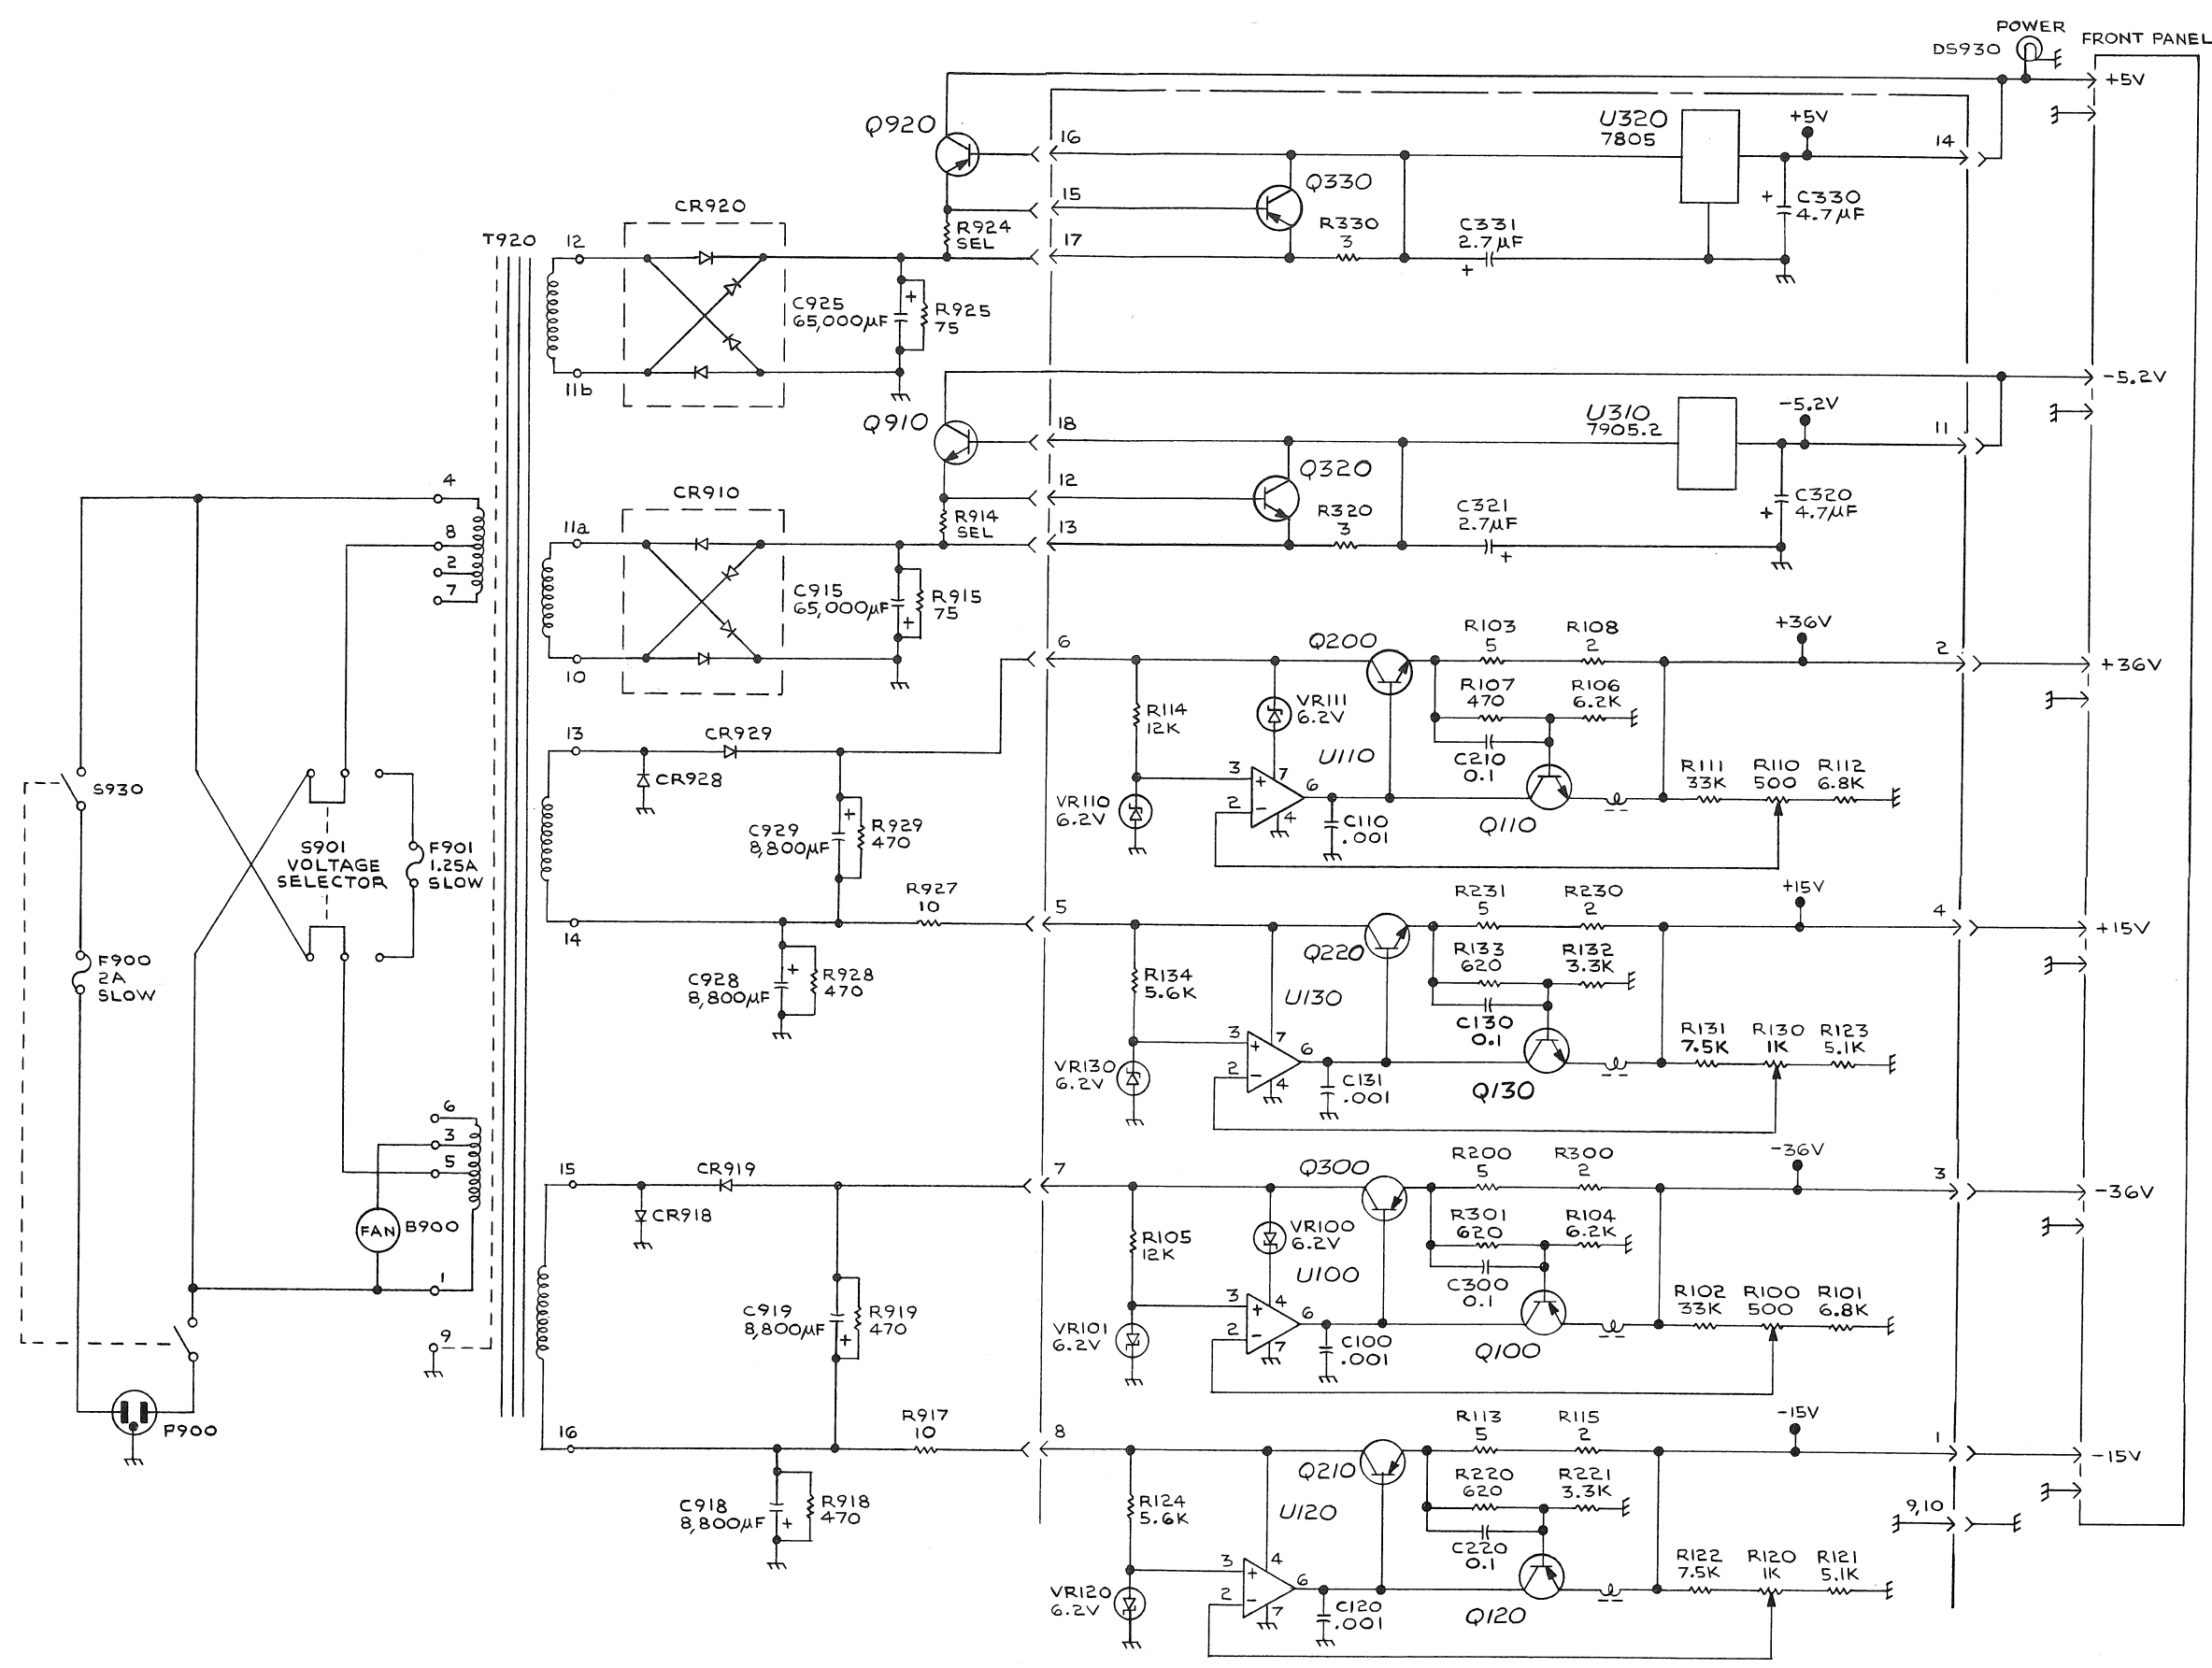 POWER
DS930
FRONT PANEL
+5V
Q920
16
U320
7805
+5V
14
15
Q330
+
C330
4.7µF
CR920
R924
SEL
17
R330
3
C331
2.7µF
+
T920
12
C925
65,000µF
+
R925
75
11b
-5.2V
Q910
18
U310
7905.2
-5.2V
11
12
Q320
CR910
R914
SEL
13
R320
3
C321
2.7µF
+
C320
4.7µF
+
4
8
2
7
11a
C915
65,000µF
+
R915
75
10
6
Q200
R103
5
R108
2
+36V
2
+36V
R114
12K
VR111
6.2V
R107
470
R106
6.2K
13
CR929
CR928
U110
C210
0.1
3
+
7
6
R111
33K
R110
500
R112
6.8K
S930
VR110
6.2V
2
-
4
C110
.001
Q110
C929
8,800µF
+
R929
470
S901
VOLTAGE
SELECTOR
F901
1.25A
SLOW
R927
10
14
5
R231
5
R230
2
+15V
4
+15V
Q220
F900
2A
SLOW
C928
8,800µF
+
R928
470
R134
5.6K
U130
R133
620
R132
3.3K
C130
0.1
3
+
7
6
R131
7.5K
R130
1K
R123
5.1K
VR130
6.2V
2
-
4
C131
.001
Q130
6
3
5
15
CR919
CR918
7
Q300
R200
5
R300
2
-36V
3
-36V
FAN
B900
R105
12K
VR100
6.2V
R301
620
R104
6.2K
U100
C300
0.1
1
C919
8,800µF
+
R919
470
3
+
4
6
R102
33K
R100
500
R101
6.8K
9
VR101
6.2V
2
-
7
C100
.001
Q100
P900
16
R917
10
8
R113
5
R115
2
-15V
1
-15V
Q210
C918
8,800µF
+
R918
470
R124
5.6K
U120
R220
620
R221
3.3K
9,10
C220
0.1
3
+
4
6
R122
7.5K
R120
1K
R121
5.1K
VR120
6.2V
2
-
7
C120
.001
Q120